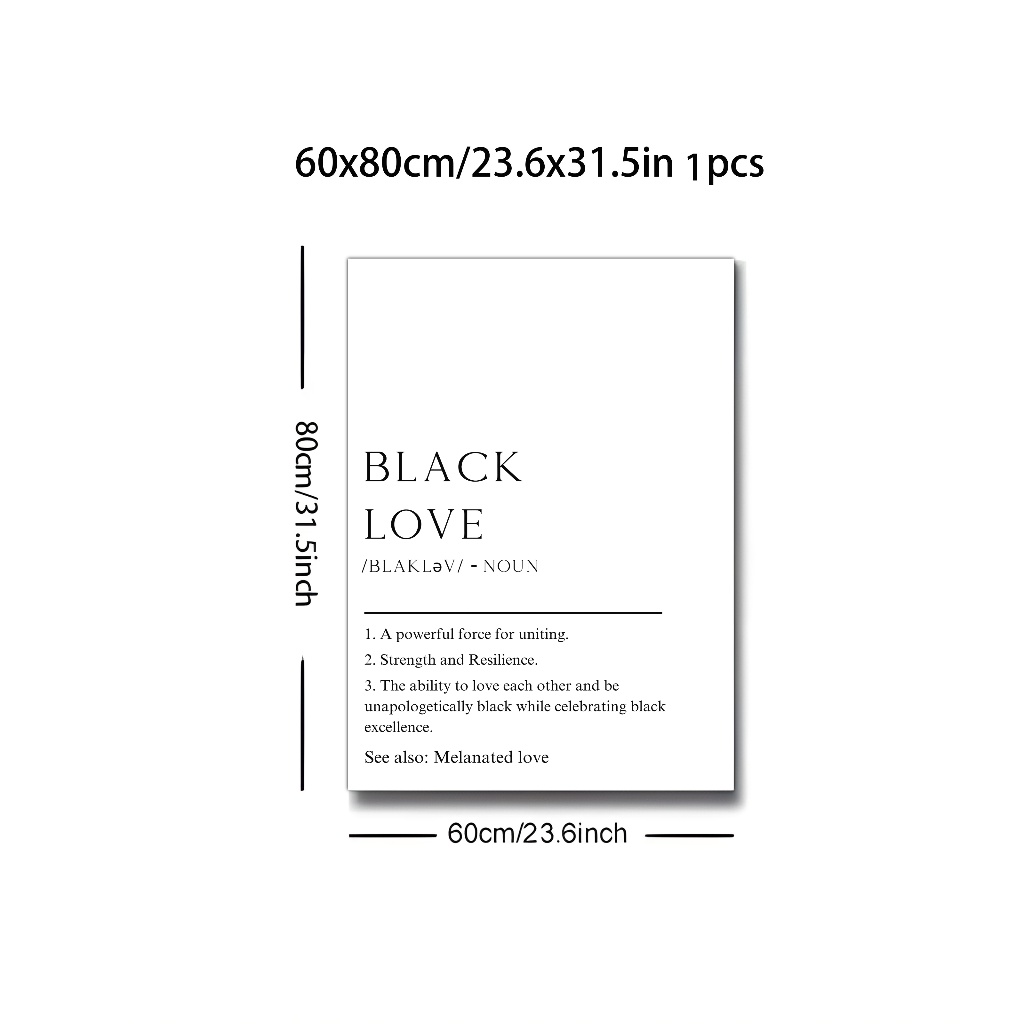 60x80cm/23.6x31.5in 1pcs
80cm/31.5inch
BLACK
LOVE
/BLAKLəV/ - NOUN
1. A powerful force for uniting.
2. Strength and Resilience.
3. The ability to love each other and be
unapologetically black while celebrating black
excellence.
See also: Melanated love
60cm/23.6inch